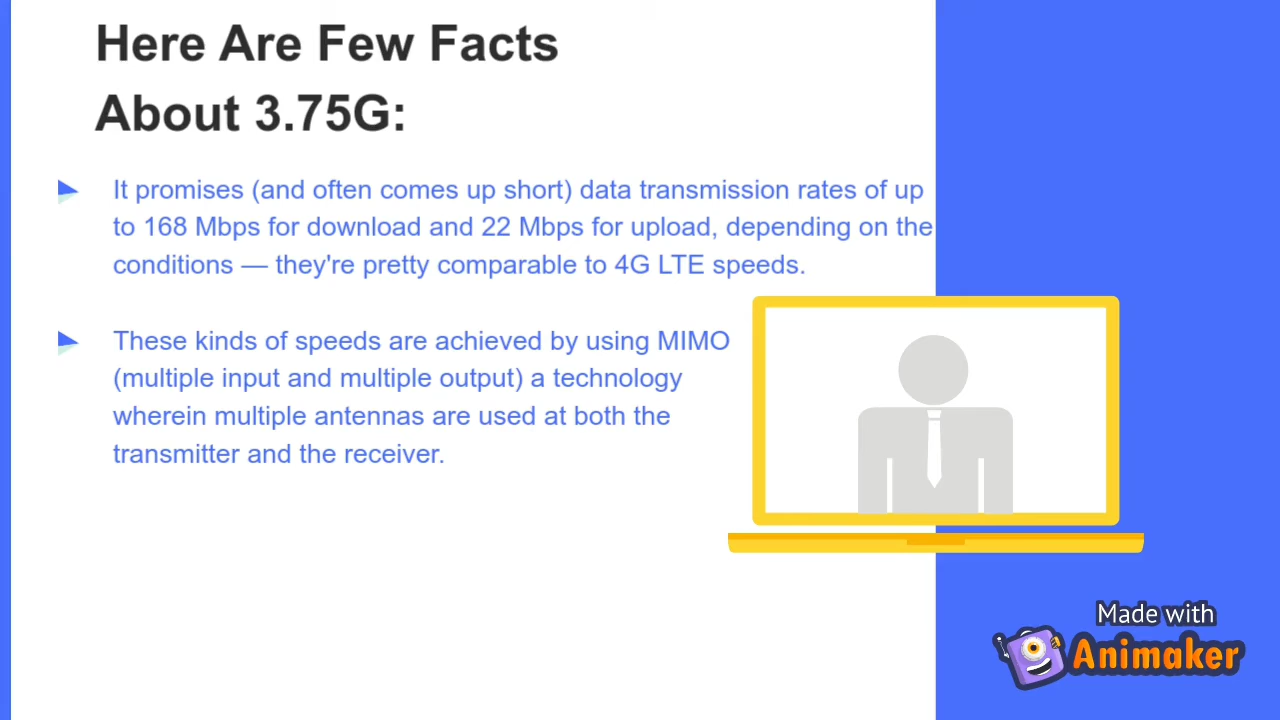 Here Are Few Facts
About 3.75G:
It promises (and often comes up short) data transmission rates of up
to 168 Mbps for download and 22 Mbps for upload, depending on the
conditions — they're pretty comparable to 4G LTE speeds.
These kinds of speeds are achieved by using MIMO
(multiple input and multiple output) a technology
wherein multiple antennas are used at both the
transmitter and the receiver.
Made with
Animaker